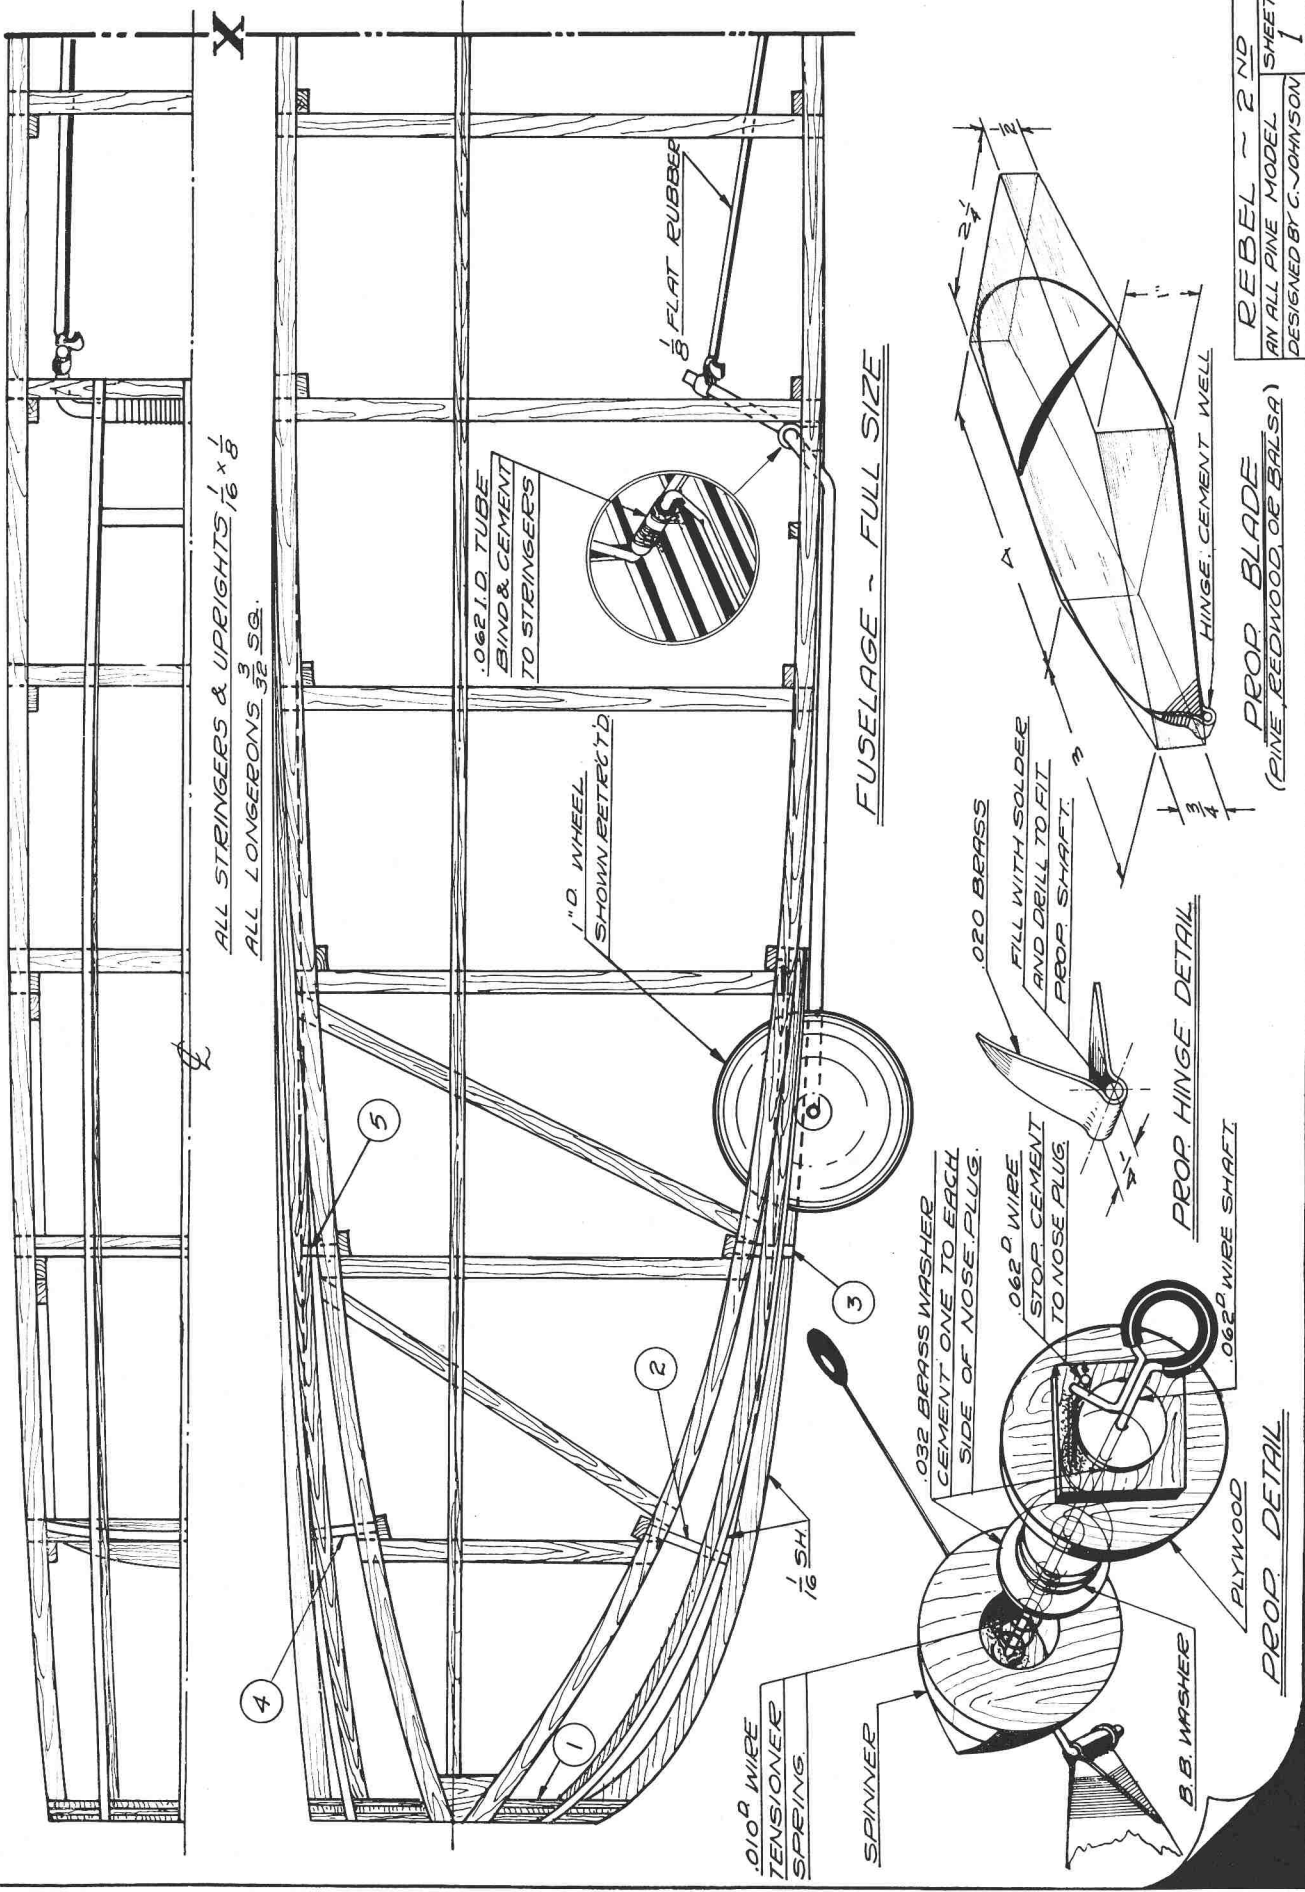 X
ALL STRINGERS & UPRIGHTS 1/16 x 1/8
ALL LONGERONS 3/32 SQ.
℄
1/8 FLAT RUBBER
.062 I.D. TUBE
BIND & CEMENT
TO STRINGERS
1"D. WHEEL
SHOWN RETRC'T'D
5
4
3
2
1
1/16 SH.
FUSELAGE ~ FULL SIZE
.010 D. WIRE
TENSIONER
SPRING.
SPINNER
.032 BRASS WASHER
CEMENT ONE TO EACH
SIDE OF NOSE PLUG.
.062 D. WIRE
STOP. CEMENT
TO NOSE PLUG
.062 D. WIRE SHAFT.
B.B. WASHER
PLYWOOD
PROP. DETAIL
.020 BRASS
FILL WITH SOLDER
AND DRILL TO FIT
PROP. SHAFT.
1/4
PROP. HINGE DETAIL
3
4
2 1/4
1/2
1"
3/4
HINGE; CEMENT WELL
PROP. BLADE
(PINE, REDWOOD, OR BALSA)
REBEL ~ 2 ND
AN ALL PINE MODEL
DESIGNED BY C. JOHNSON
SHEET
1